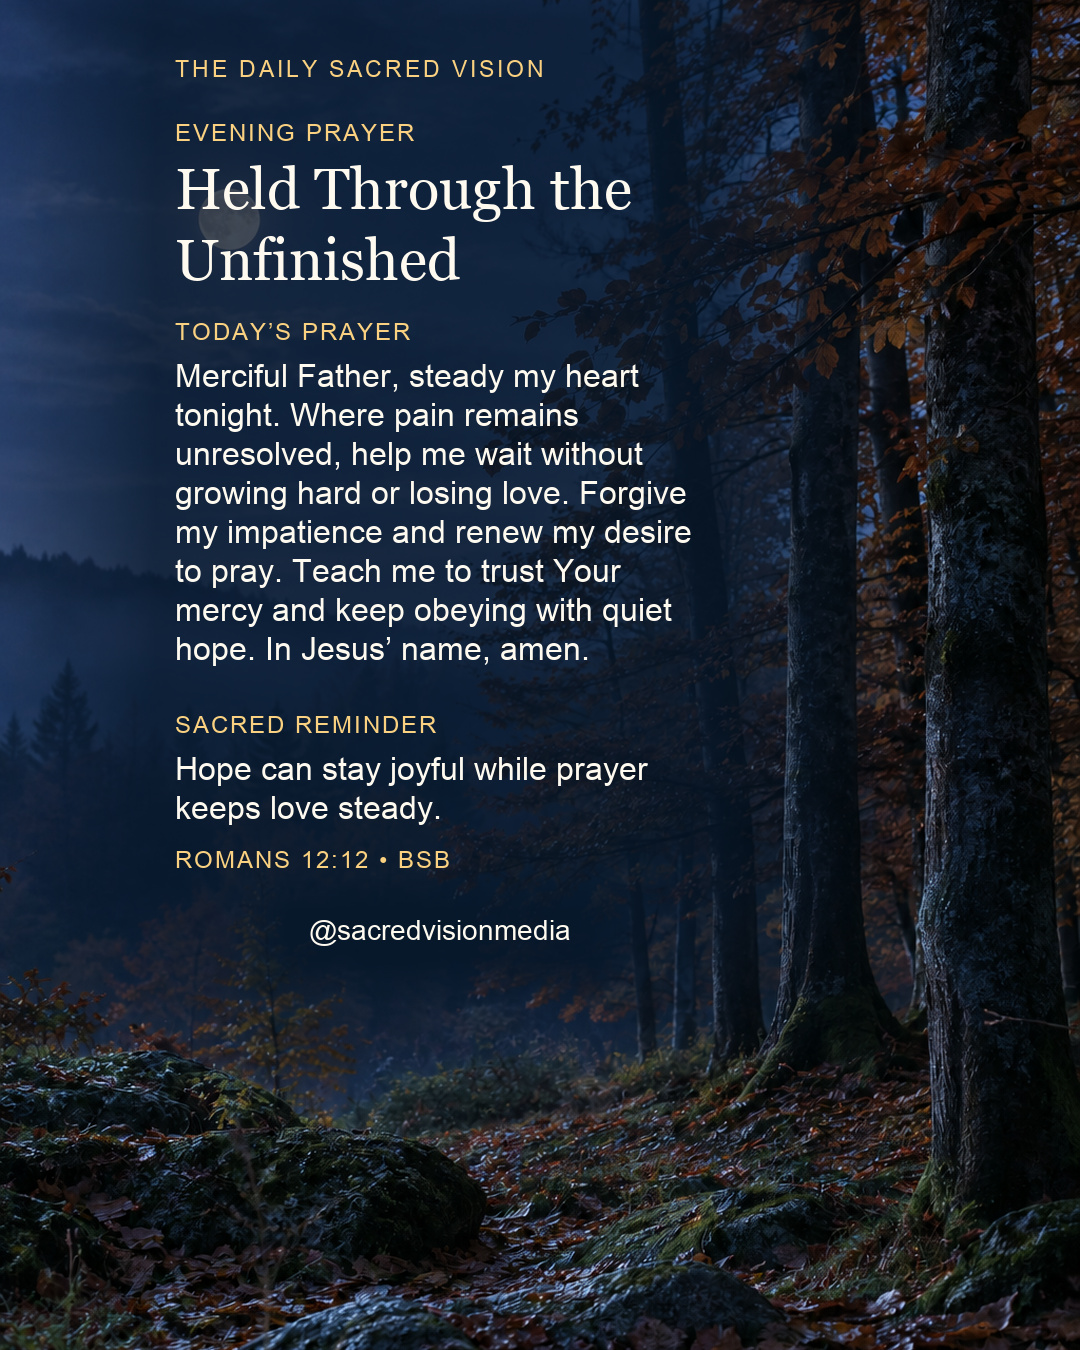 THE DAILY SACRED VISION
EVENING PRAYER
Held Through the
Unfinished
TODAY’S PRAYER
Merciful Father, steady my heart
tonight. Where pain remains
unresolved, help me wait without
growing hard or losing love. Forgive
my impatience and renew my desire
to pray. Teach me to trust Your
mercy and keep obeying with quiet
hope. In Jesus’ name, amen.
SACRED REMINDER
Hope can stay joyful while prayer
keeps love steady.
ROMANS 12:12 • BSB
@sacredvisionmedia